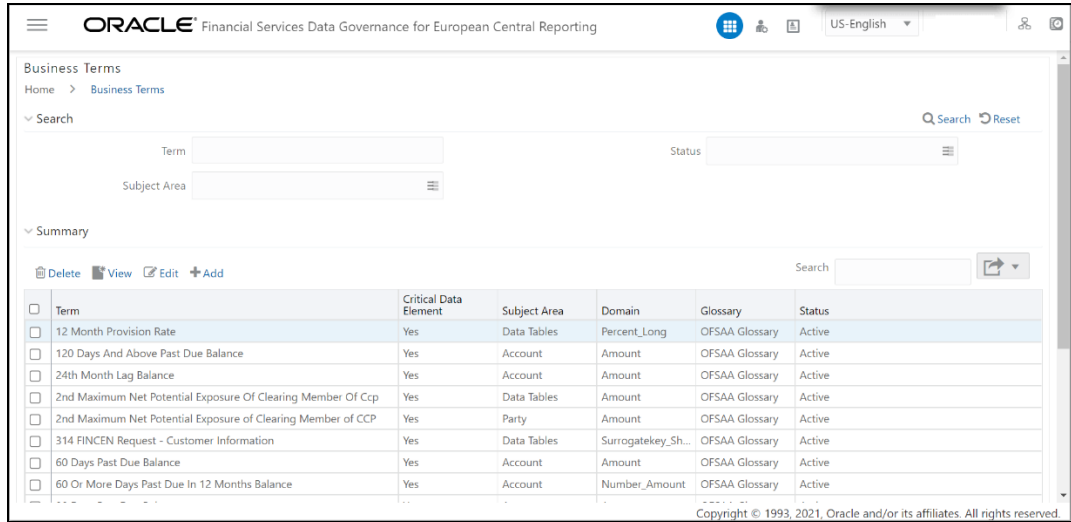 ORACLE® Financial Services Data Governance for European Central Reporting US-English
Business Terms
Home > Business Terms
Search Search Reset
Term Status
Subject Area
Summary
Delete View Edit + Add Search
Term Critical Data Element Subject Area Domain Glossary Status
12 Month Provision Rate Yes Data Tables Percent_Long OFSAA Glossary Active
120 Days And Above Past Due Balance Yes Account Amount OFSAA Glossary Active
24th Month Lag Balance Yes Account Amount OFSAA Glossary Active
2nd Maximum Net Potential Exposure Of Clearing Member Of Ccp Yes Data Tables Amount OFSAA Glossary Active
2nd Maximum Net Potential Exposure of Clearing Member of CCP Yes Party Amount OFSAA Glossary Active
314 FINCEN Request - Customer Information Yes Data Tables Surrogatekey_Sh... OFSAA Glossary Active
60 Days Past Due Balance Yes Account Amount OFSAA Glossary Active
60 Or More Days Past Due In 12 Months Balance Yes Account Number_Amount OFSAA Glossary Active
Copyright © 1993, 2021, Oracle and/or its affiliates. All rights reserved.